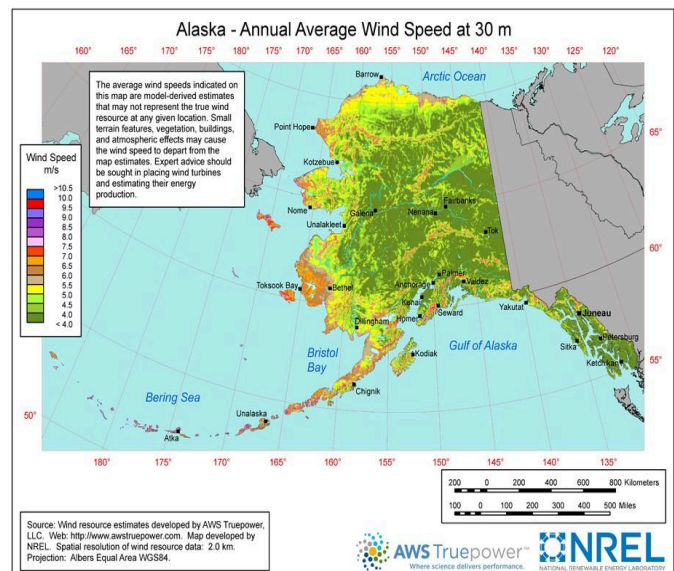 Alaska - Annual Average Wind Speed at 30 m
160°
170°
180°
170°
160°
150°
140°
130°
120°
Barrow
Arctic Ocean
The average wind speeds indicated on
this map are model-derived estimates
that may not represent the true wind
resource at any given location. Small
terrain features, vegetation, buildings,
and atmospheric effects may cause
the wind speed to depart from the
map estimates. Expert advice should
be sought in placing wind turbines
and estimating their energy
production.
Point Hope
65°
Kotzebue
Wind Speed
m/s
>10.5
10.0
9.5
9.0
8.5
8.0
7.5
7.0
6.5
6.0
5.5
5.0
4.5
4.0
< 4.0
Nome
Galena
Fairbanks
Nenana
Unalakleet
Tok
60°
Toksook Bay
Bethel
Palmer
Anchorage
Valdez
Kenai
Homer
Seward
Yakutat
Juneau
Dillingham
Petersburg
Sitka
Ketchikan
Bristol
Bay
Kodiak
Gulf of Alaska
55°
Chignik
Bering Sea
50°
Unalaska
Atka
180°
175°
170°
165°
160°
155°
150°
145°
140°
135°
200 0 200 400 600 800 Kilometers
100 0 100 200 300 400 500 Miles
Source: Wind resource estimates developed by AWS Truepower,
LLC. Web: http://www.awstruepower.com. Map developed by
NREL. Spatial resolution of wind resource data: 2.0 km.
Projection: Albers Equal Area WGS84.
AWS Truepower™
Where science delivers performance.
NREL
NATIONAL RENEWABLE ENERGY LABORATORY